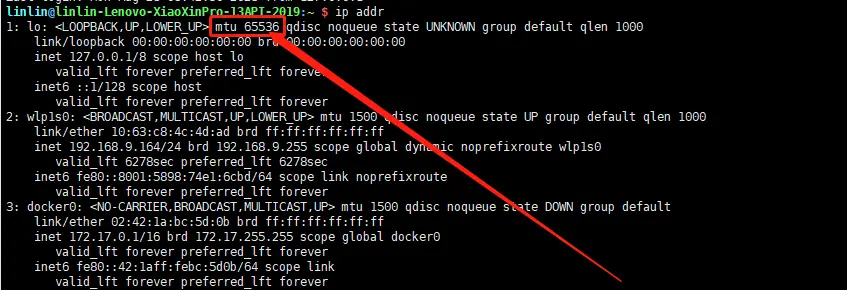 linlin@linlin-Lenovo-XiaoXinPro-13API-2019:~ $ ip addr
1: lo: <LOOPBACK,UP,LOWER_UP> mtu 65536 qdisc noqueue state UNKNOWN group default qlen 1000
link/loopback 00:00:00:00:00:00 brd 00:00:00:00:00:00
inet 127.0.0.1/8 scope host lo
valid_lft forever preferred_lft forever
inet6 ::1/128 scope host
valid_lft forever preferred_lft forever
2: wlp1s0: <BROADCAST,MULTICAST,UP,LOWER_UP> mtu 1500 qdisc noqueue state UP group default qlen 1000
link/ether 10:63:c8:4c:4d:ad brd ff:ff:ff:ff:ff:ff
inet 192.168.9.164/24 brd 192.168.9.255 scope global dynamic noprefixroute wlp1s0
valid_lft 6278sec preferred_lft 6278sec
inet6 fe80::8001:5898:74e1:6cbd/64 scope link noprefixroute
valid_lft forever preferred_lft forever
3: docker0: <NO-CARRIER,BROADCAST,MULTICAST,UP> mtu 1500 qdisc noqueue state DOWN group default
link/ether 02:42:1a:bc:5d:0b brd ff:ff:ff:ff:ff:ff
inet 172.17.0.1/16 brd 172.17.255.255 scope global docker0
valid_lft forever preferred_lft forever
inet6 fe80::42:1aff:febc:5d0b/64 scope link
valid_lft forever preferred_lft forever